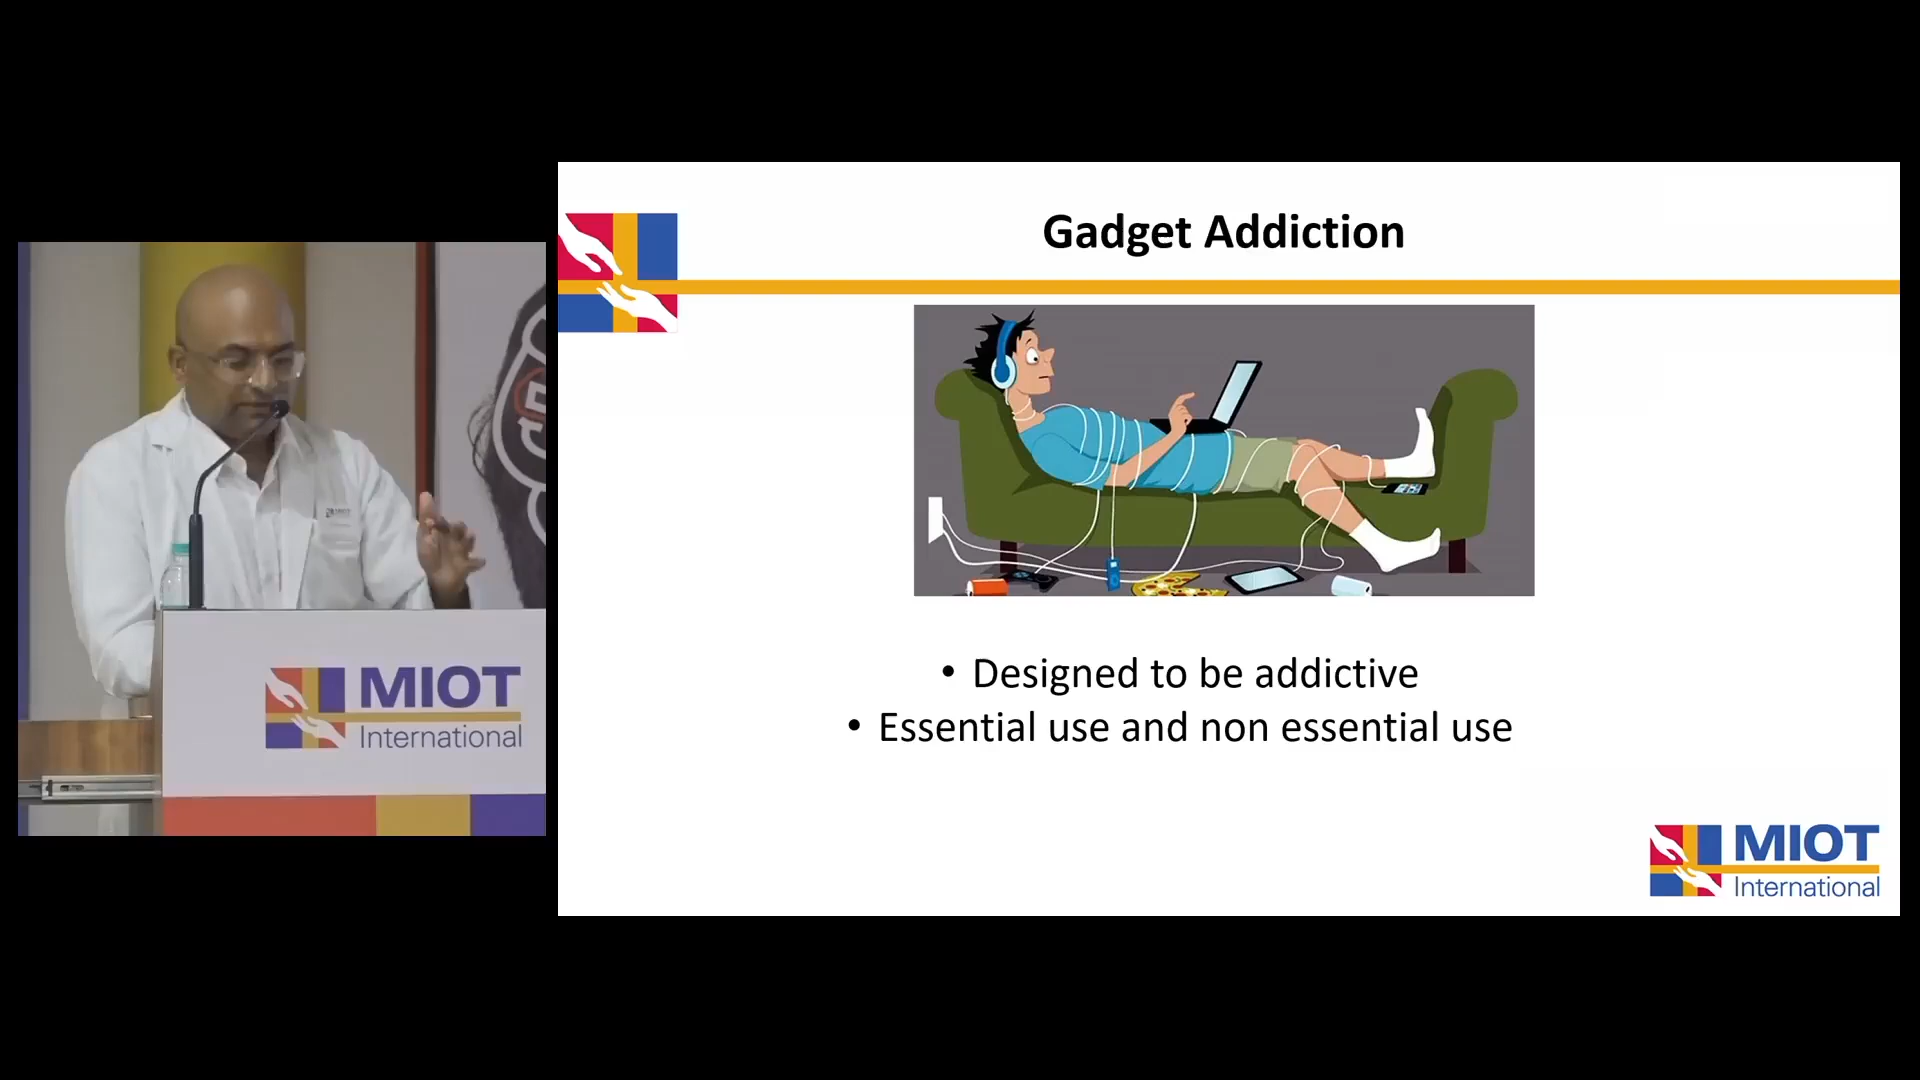 Gadget Addiction
• Designed to be addictive
• Essential use and non essential use
MIOT
International
MIOT
International